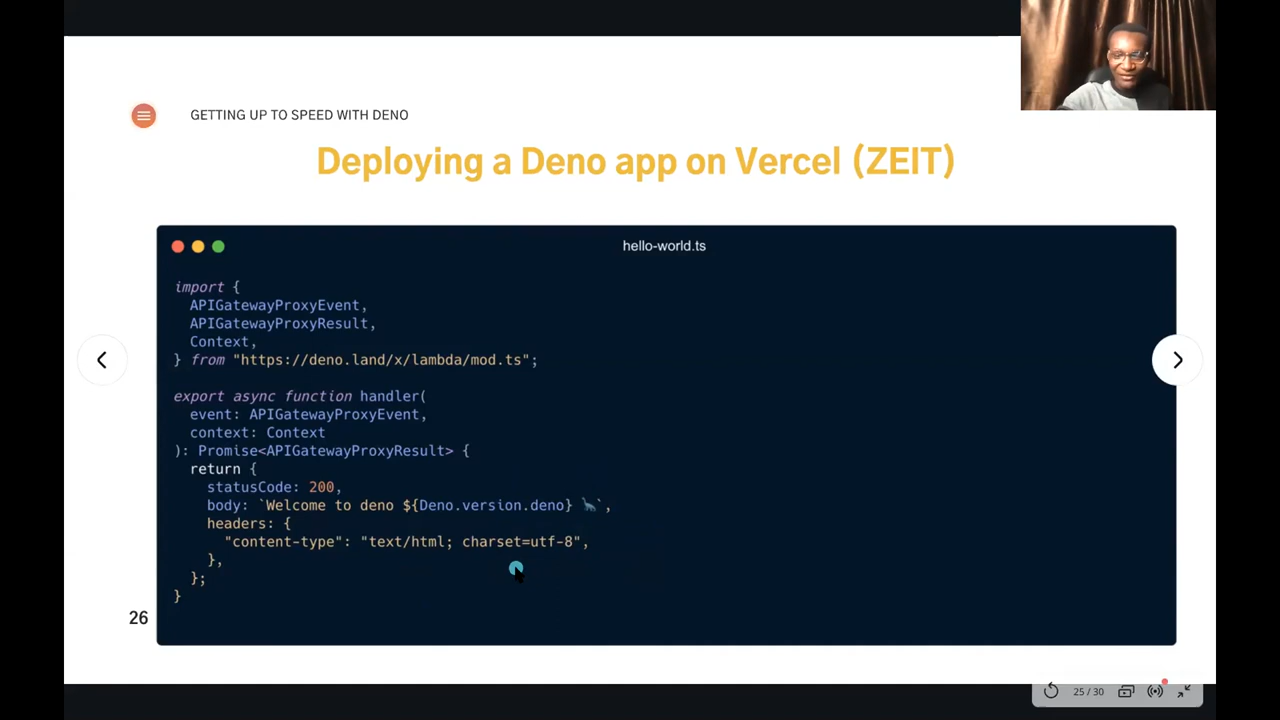 GETTING UP TO SPEED WITH DENO
Deploying a Deno app on Vercel (ZEIT)
hello-world.ts
import {
  APIGatewayProxyEvent,
  APIGatewayProxyResult,
  Context,
} from "https://deno.land/x/lambda/mod.ts";
export async function handler(
  event: APIGatewayProxyEvent,
  context: Context
): Promise<APIGatewayProxyResult> {
  return {
    statusCode: 200,
    body: `Welcome to deno ${Deno.version.deno} 🦕`,
    headers: {
      "content-type": "text/html; charset=utf-8",
    },
  };
}
26
25 / 30